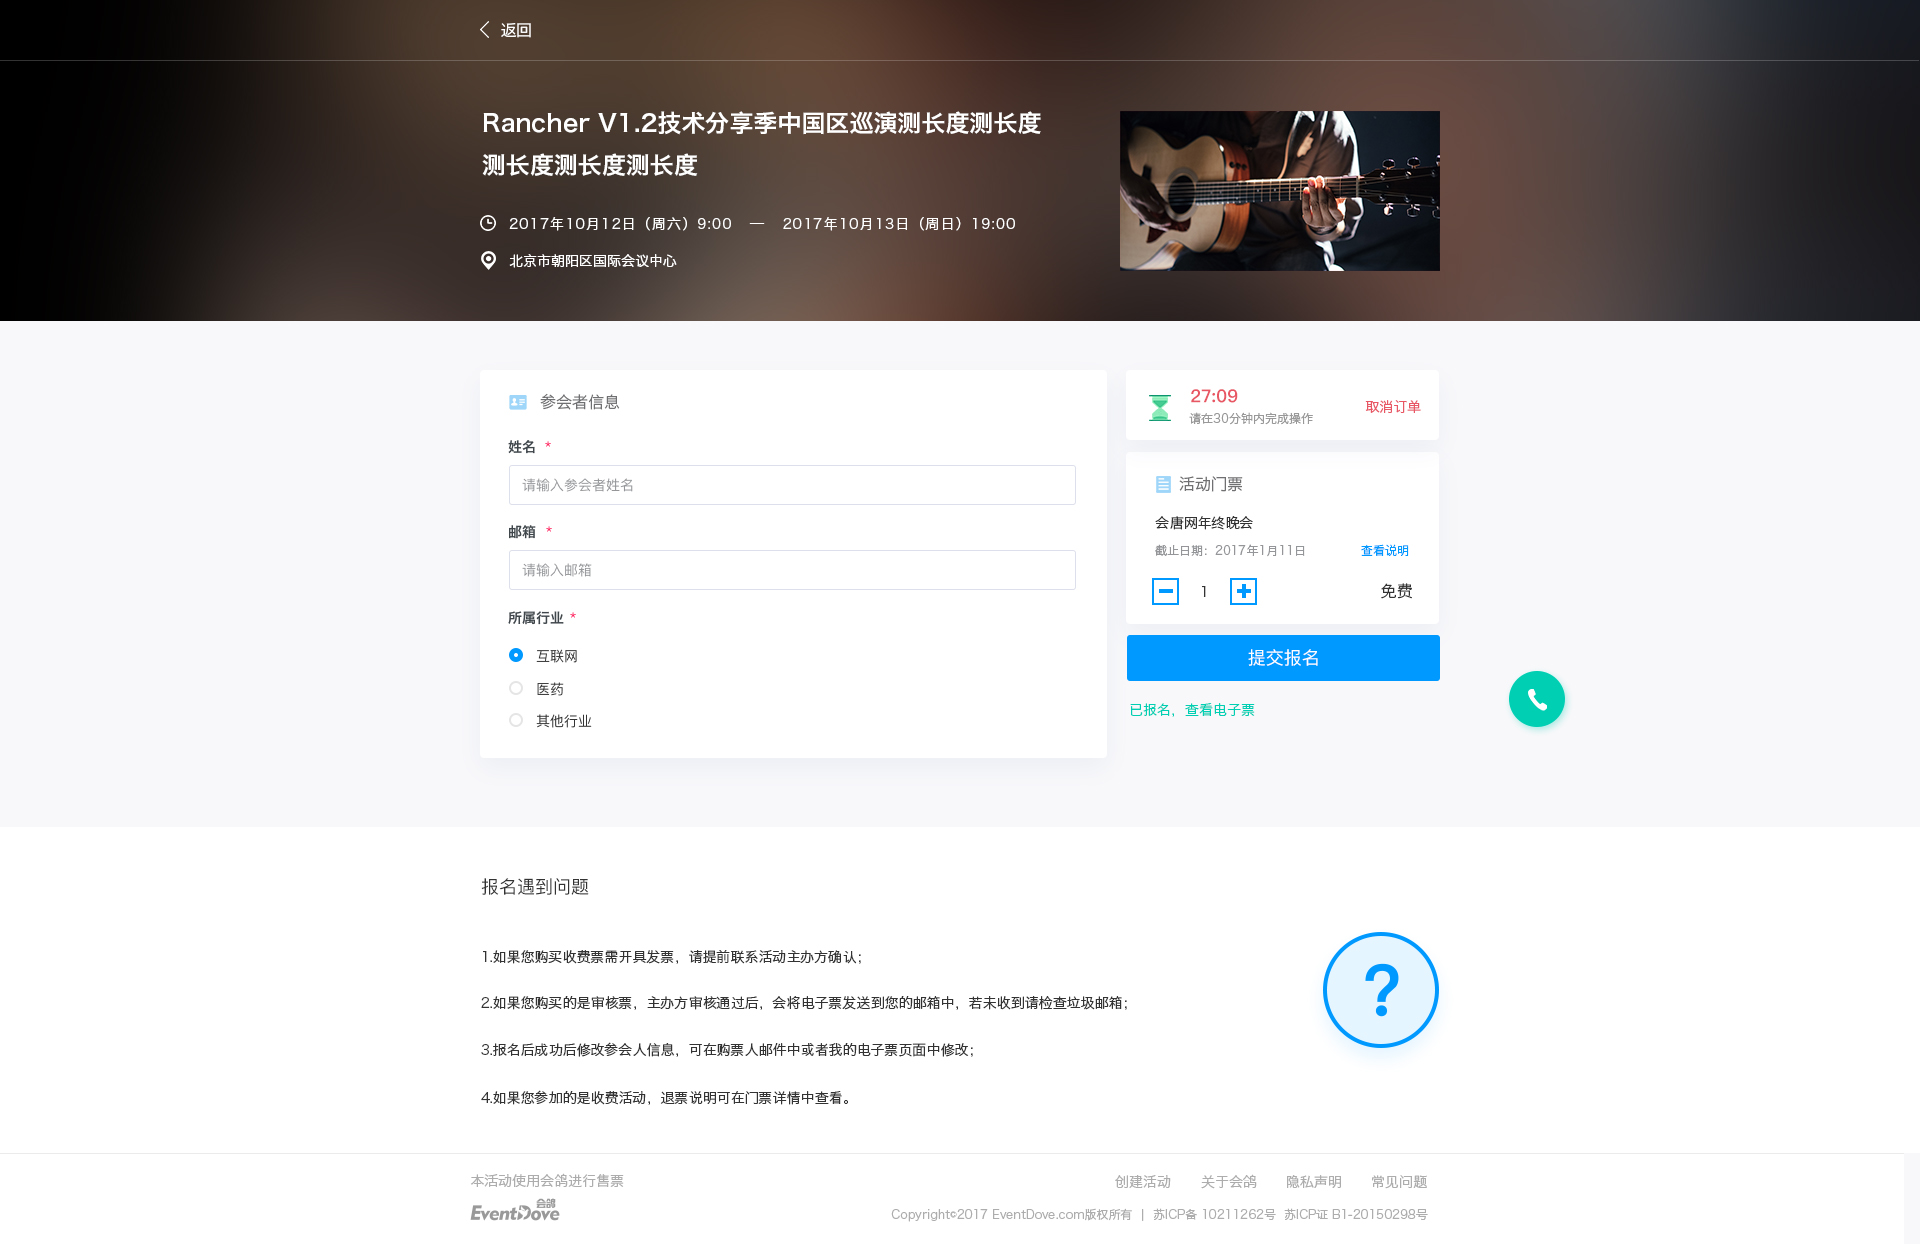 返回
Rancher V1.2技术分享季中国区巡演测长度测长度
测长度测长度测长度
2017年10月12日（周六）9:00 — 2017年10月13日（周日）19:00
北京市朝阳区国际会议中心
参会者信息
姓名 *
请输入参会者姓名
邮箱 *
请输入邮箱
所属行业 *
互联网
医药
其他行业
27:09
请在30分钟内完成操作
取消订单
活动门票
会唐网年终晚会
截止日期：2017年1月11日 查看说明
1 免费
提交报名
已报名，查看电子票
报名遇到问题
1.如果您购买收费票需开具发票，请提前联系活动主办方确认；
2.如果您购买的是审核票，主办方审核通过后，会将电子票发送到您的邮箱中，若未收到请检查垃圾邮箱；
3.报名后成功后修改参会人信息，可在购票人邮件中或者我的电子票页面中修改；
4.如果您参加的是收费活动，退票说明可在门票详情中查看。
?
本活动使用会鸽进行售票
EventDove 会鸽
创建活动 关于会鸽 隐私声明 常见问题
Copyright©2017 EventDove.com版权所有 | 苏ICP备 10211262号 苏ICP证 B1-20150298号